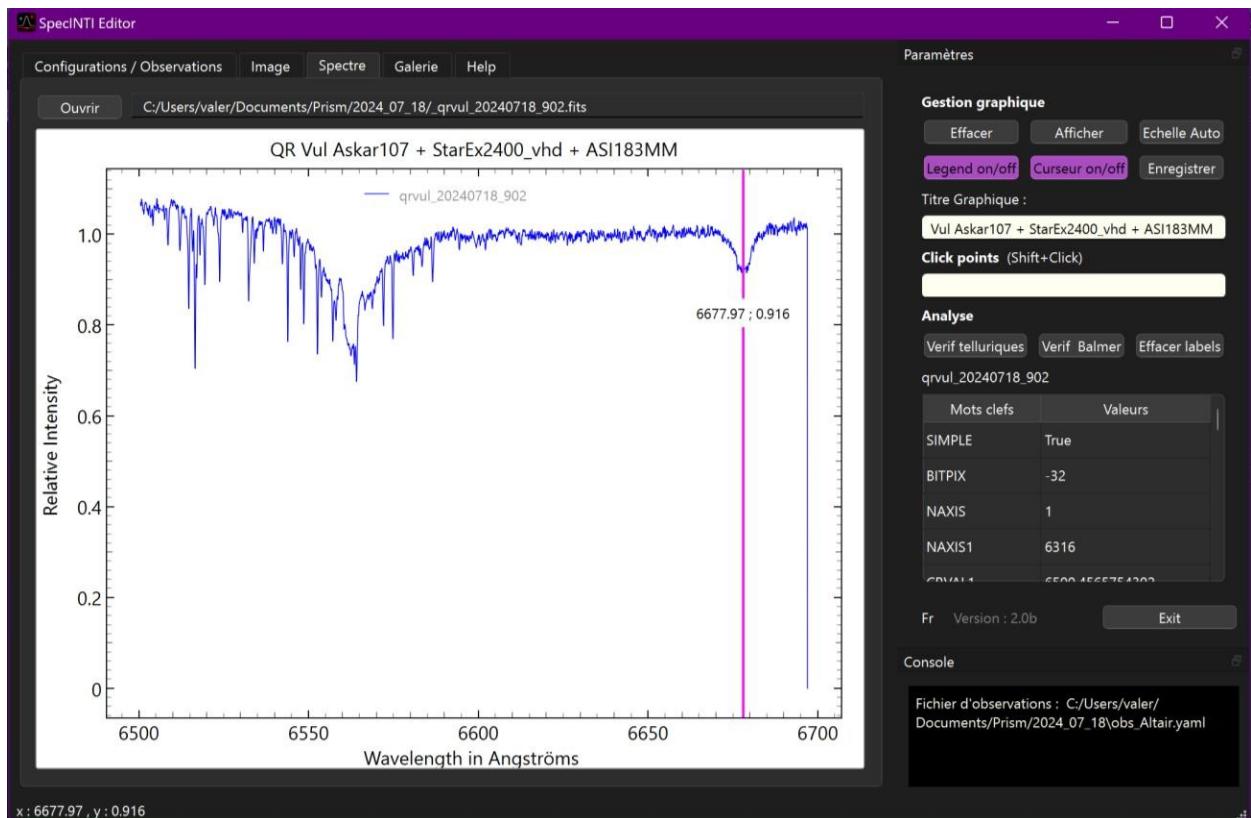 SpecINTI Editor
Configurations / Observations Image Spectre Galerie Help
Ouvrir C:/Users/valer/Documents/Prism/2024_07_18/_qrvul_20240718_902.fits
QR Vul Askar107 + StarEx2400_vhd + ASI183MM
qrvul_20240718_902
1.0
0.8
0.6
0.4
0.2
0
Relative Intensity
6677.97 ; 0.916
6500 6550 6600 6650 6700
Wavelength in Angströms
x : 6677.97 , y : 0.916
Paramètres
Gestion graphique
Effacer Afficher Echelle Auto
Legend on/off Curseur on/off Enregistrer
Titre Graphique :
Vul Askar107 + StarEx2400_vhd + ASI183MM
Click points (Shift+Click)
Analyse
Verif telluriques Verif Balmer Effacer labels
qrvul_20240718_902
Mots clefs Valeurs
SIMPLE True
BITPIX -32
NAXIS 1
NAXIS1 6316
Fr Version : 2.0b Exit
Console
Fichier d'observations : C:/Users/valer/
Documents/Prism/2024_07_18\obs_Altair.yaml